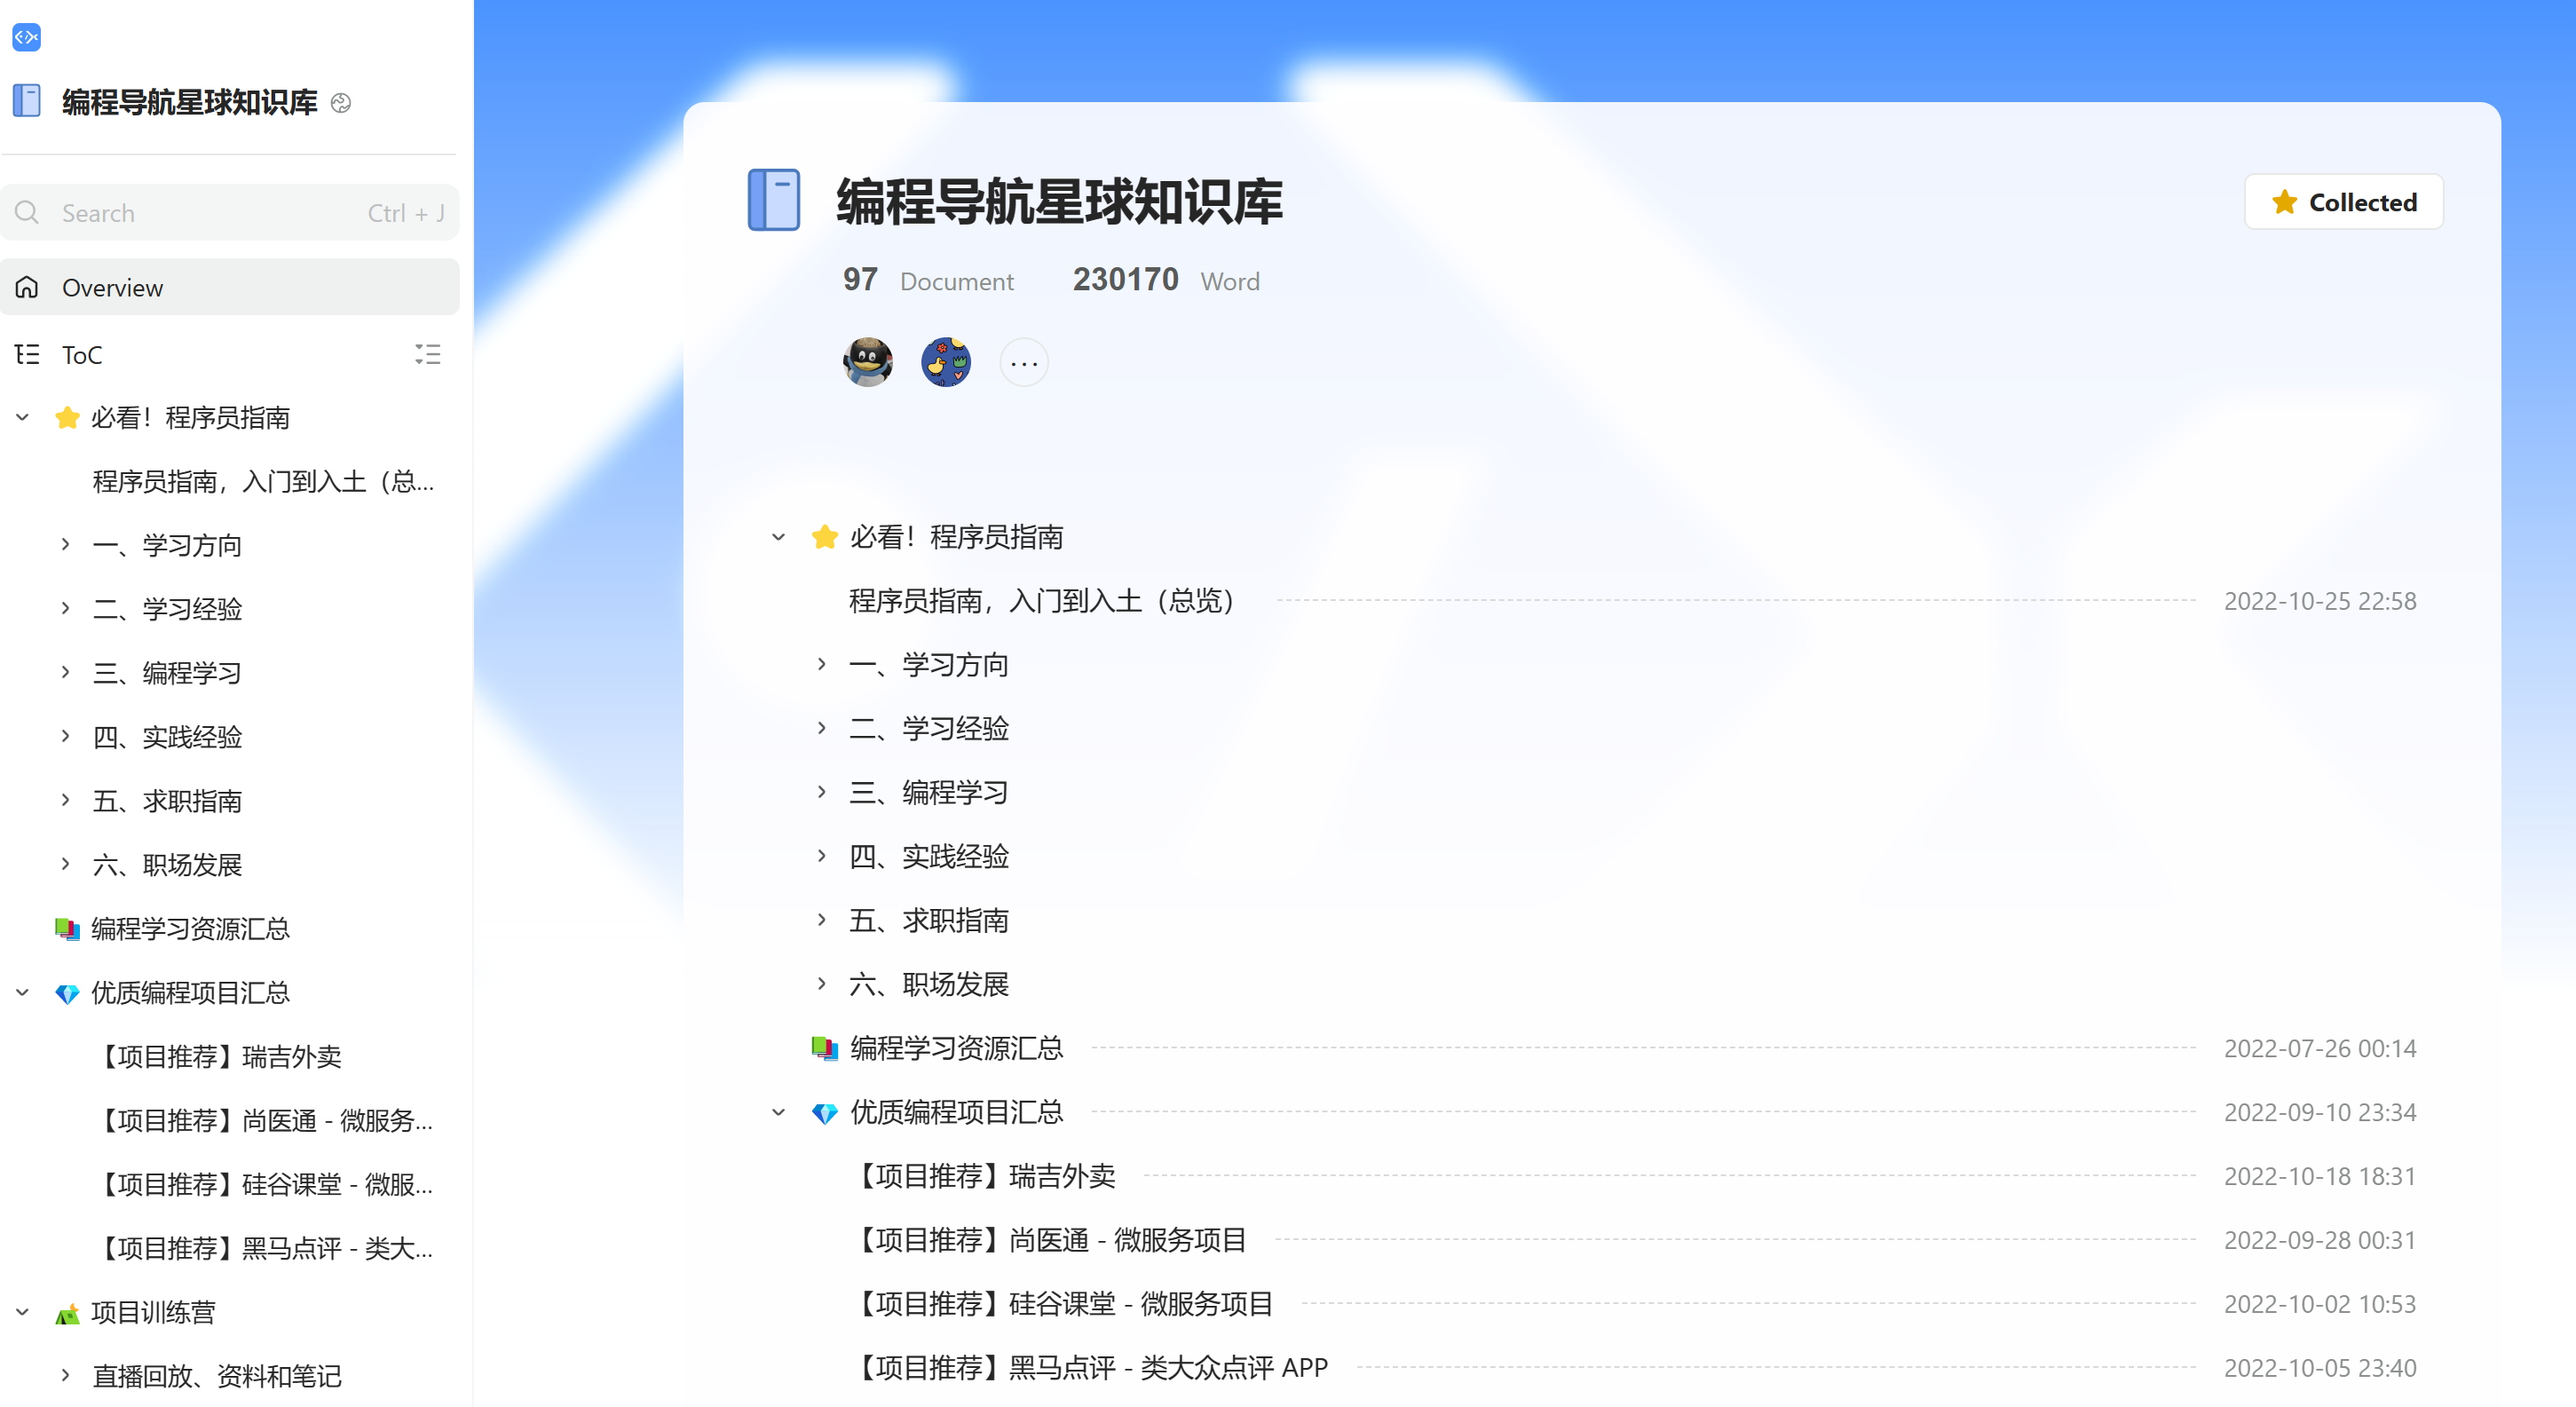 编程导航星球知识库
Search Ctrl + J
Overview
ToC
必看！程序员指南
程序员指南，入门到入土（总...
一、学习方向
二、学习经验
三、编程学习
四、实践经验
五、求职指南
六、职场发展
编程学习资源汇总
优质编程项目汇总
【项目推荐】瑞吉外卖
【项目推荐】尚医通 - 微服务...
【项目推荐】硅谷课堂 - 微服...
【项目推荐】黑马点评 - 类大...
项目训练营
直播回放、资料和笔记
编程导航星球知识库
Collected
97 Document 230170 Word
必看！程序员指南
程序员指南，入门到入土（总览） 2022-10-25 22:58
一、学习方向
二、学习经验
三、编程学习
四、实践经验
五、求职指南
六、职场发展
编程学习资源汇总 2022-07-26 00:14
优质编程项目汇总 2022-09-10 23:34
【项目推荐】瑞吉外卖 2022-10-18 18:31
【项目推荐】尚医通 - 微服务项目 2022-09-28 00:31
【项目推荐】硅谷课堂 - 微服务项目 2022-10-02 10:53
【项目推荐】黑马点评 - 类大众点评 APP 2022-10-05 23:40